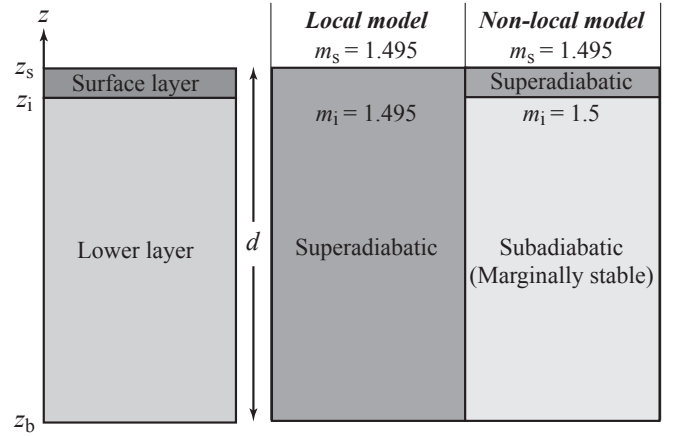 z
z_s
z_i
z_b
Surface layer
Lower layer
d
Local model
m_s = 1.495
m_i = 1.495
Superadiabatic
Non-local model
m_s = 1.495
Superadiabatic
m_i = 1.5
Subadiabatic
(Marginally stable)